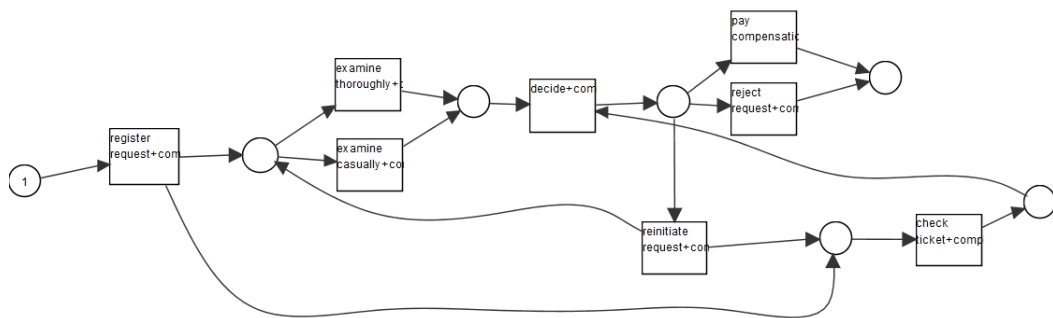 pay
compensatic
examine
thoroughly+c
decide+com
reject
request+con
register
request+com
examine
casually+con
1
reinitiate
request+con
check
ticket+comp